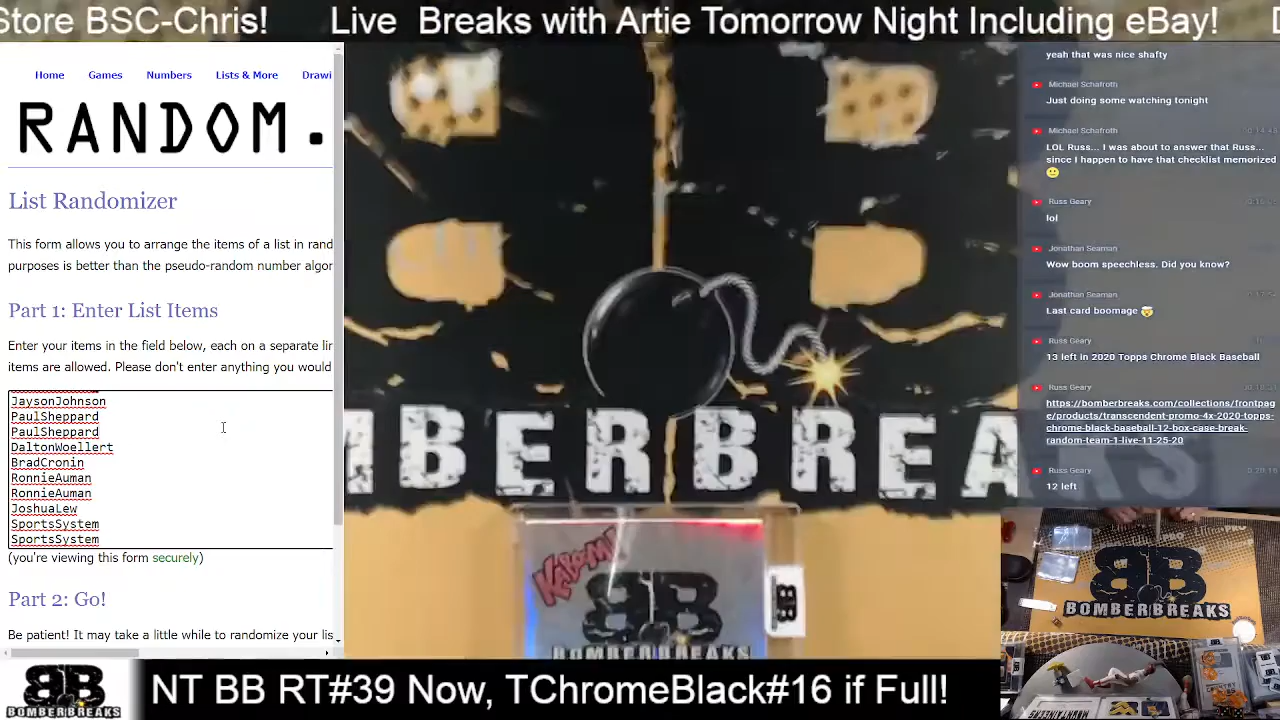 Store BSC-Chris!
Live Breaks with Artie Tomorrow Night Including eBay!
Home Games Numbers Lists & More Drawi
RANDOM.
List Randomizer
This form allows you to arrange the items of a list in rand
purposes is better than the pseudo-random number algor
Part 1: Enter List Items
Enter your items in the field below, each on a separate lin
items are allowed. Please don't enter anything you would
JaysonJohnson
PaulSheppard
PaulSheppard
DaltonWoellert
BradCronin
RonnieAuman
RonnieAuman
JoshuaLew
SportsSystem
SportsSystem
(you're viewing this form securely)
Part 2: Go!
Be patient! It may take a little while to randomize your lis
MBERBREA
KABOOM!
BB
BOMBERBREAKS
yeah that was nice shafty
Michael Schafroth
Just doing some watching tonight
Michael Schafroth
LOL Russ... I was about to answer that Russ...
since I happen to have that checklist memorized
🙂
Russ Geary
lol
Jonathan Seaman
Wow boom speechless. Did you know?
Jonathan Seaman
Last card boomage 🤯
Russ Geary
13 left in 2020 Topps Chrome Black Baseball
Russ Geary
https://bomberbreaks.com/collections/frontpag
e/products/transcendent-promo-4x-2020-topps-
chrome-black-baseball-12-box-case-break-
random-team-1-live-11-25-20
Russ Geary
12 left
BB
BOMBERBREAKS
BB
BOMBERBREAKS
NT BB RT#39 Now, TChromeBlack#16 if Full!